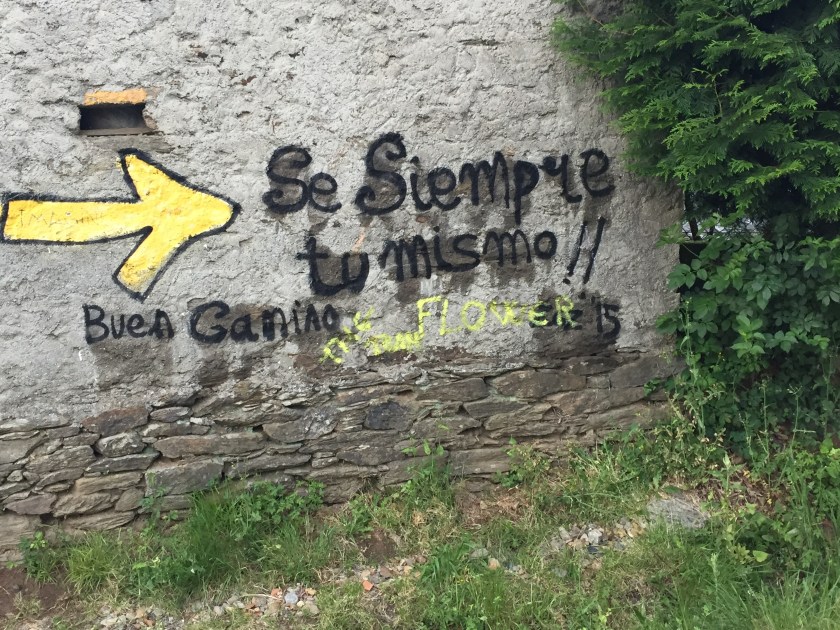 Se Siempre
tu mismo!!
Buen Camino
FLOWER
'15